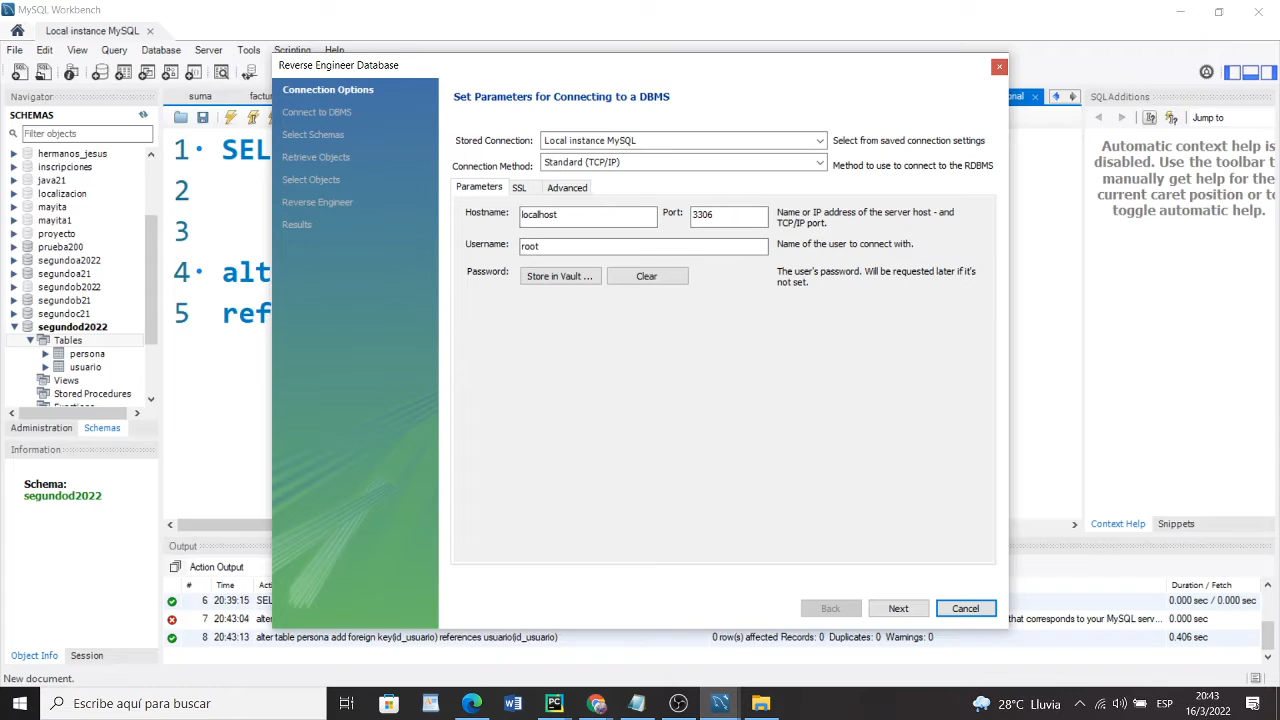 MySQL Workbench
Local instance MySQL
File Edit View Query Database Server Tools Scripting Help
Reverse Engineer Database
Navigator
SCHEMAS
Filter objects
hermanos_jesus
inscripciones
java21
localizacion
mayita
mayita1
proyecto
prueba200
segundoa2022
segundoa21
segundob2022
segundob21
segundoc21
segundod2022
Tables
persona
usuario
Views
Stored Procedures
Administration Schemas
Information
Schema:
segundod2022
suma
1 SEL
2
3
4 alt
5 ref
Connection Options
Connect to DBMS
Select Schemas
Retrieve Objects
Select Objects
Reverse Engineer
Results
Set Parameters for Connecting to a DBMS
Stored Connection: Local instance MySQL Select from saved connection settings
Connection Method: Standard (TCP/IP) Method to use to connect to the RDBMS
Parameters SSL Advanced
Hostname: localhost Port: 3306 Name or IP address of the server host - and
TCP/IP port.
Username: root Name of the user to connect with.
Password: Store in Vault ... Clear The user's password. Will be requested later if it's
not set.
Back Next Cancel
SQLAdditions
Jump to
Automatic context help is
disabled. Use the toolbar t
manually get help for the
current caret position or to
toggle automatic help.
Context Help Snippets
Output
Action Output
# Time Acti Duration / Fetch
6 20:39:15 SEL 0.000 sec / 0.000 sec
7 20:43:04 alter that corresponds to your MySQL serv... 0.000 sec
8 20:43:13 alter table persona add foreign key(id_usuario) references usuario(id_usuario) 0 row(s) affected Records: 0 Duplicates: 0 Warnings: 0 0.406 sec
Object Info Session
New document.
Escribe aquí para buscar
28°C Lluvia
ESP
20:43
16/3/2022